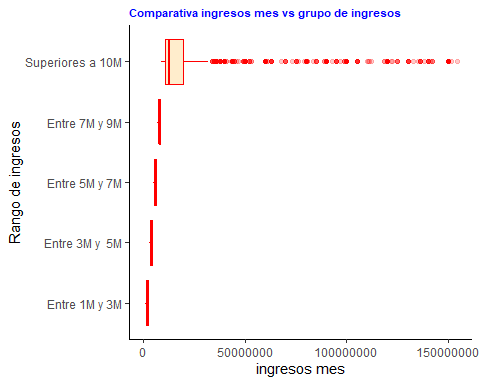 Comparativa ingresos mes vs grupo de ingresos
Rango de ingresos
Superiores a 10M
Entre 7M y 9M
Entre 5M y 7M
Entre 3M y  5M
Entre 1M y 3M
0
50000000
100000000
150000000
ingresos mes